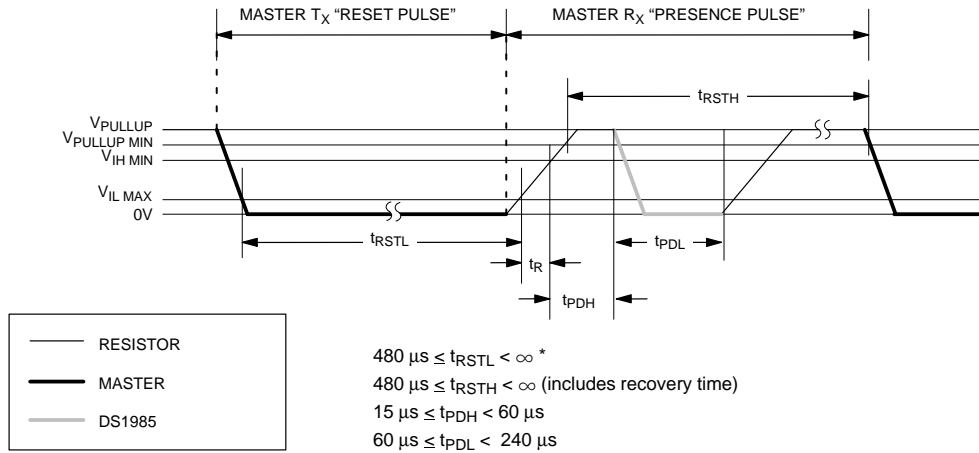 MASTER TX “RESET PULSE”
MASTER RX “PRESENCE PULSE”
tRSTH
VPULLUP
VPULLUP MIN
VIH MIN
VIL MAX
0V
tRSTL
tPDL
tR
tPDH
RESISTOR
MASTER
DS1985
480 µs ≤ tRSTL < ∞ *
480 µs ≤ tRSTH < ∞ (includes recovery time)
15 µs ≤ tPDH < 60 µs
60 µs ≤ tPDL < 240 µs